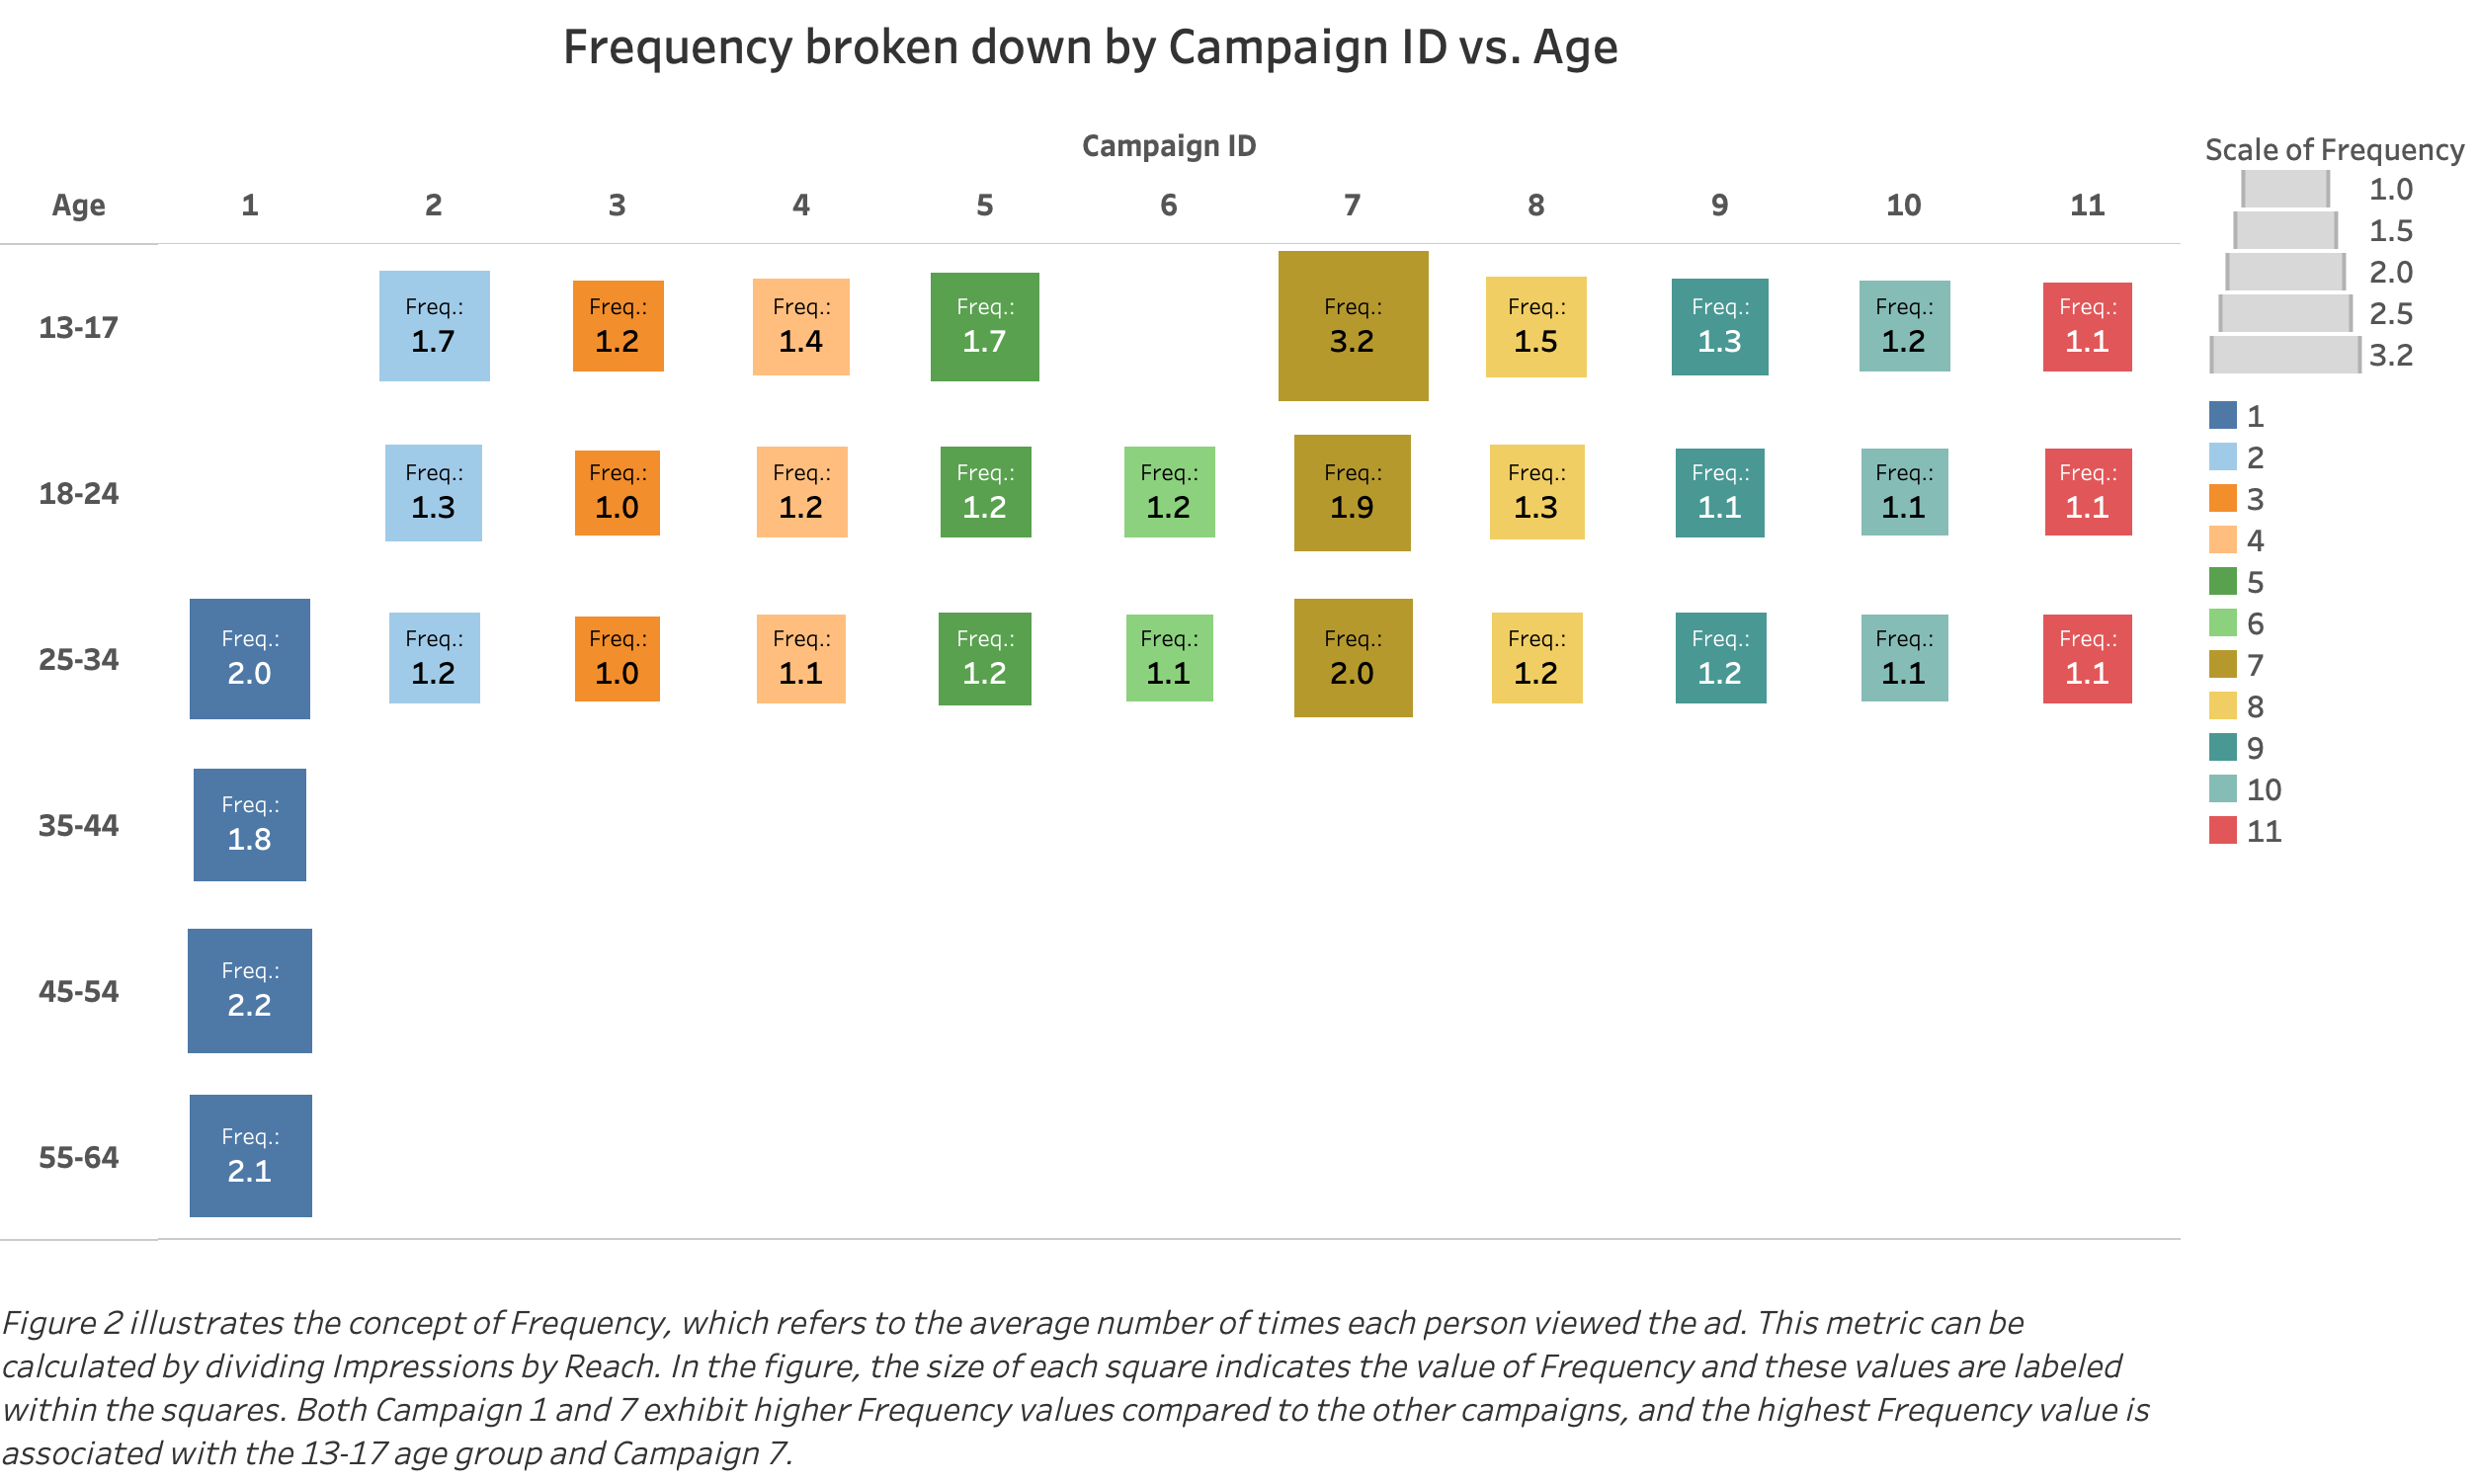 Frequency broken down by Campaign ID vs. Age
Campaign ID
Age 1 2 3 4 5 6 7 8 9 10 11
13-17
Freq.: Freq.: Freq.: Freq.: Freq.: Freq.: Freq.: Freq.: Freq.:
1.7 1.2 1.4 1.7 3.2 1.5 1.3 1.2 1.1
18-24
Freq.: Freq.: Freq.: Freq.: Freq.: Freq.: Freq.: Freq.: Freq.: Freq.:
1.3 1.0 1.2 1.2 1.2 1.9 1.3 1.1 1.1 1.1
25-34
Freq.: Freq.: Freq.: Freq.: Freq.: Freq.: Freq.: Freq.: Freq.: Freq.: Freq.:
2.0 1.2 1.0 1.1 1.2 1.1 2.0 1.2 1.2 1.1 1.1
35-44
Freq.:
1.8
45-54
Freq.:
2.2
55-64
Freq.:
2.1
Scale of Frequency
1.0
1.5
2.0
2.5
3.2
1
2
3
4
5
6
7
8
9
10
11
Figure 2 illustrates the concept of Frequency, which refers to the average number of times each person viewed the ad. This metric can be
calculated by dividing Impressions by Reach. In the figure, the size of each square indicates the value of Frequency and these values are labeled
within the squares. Both Campaign 1 and 7 exhibit higher Frequency values compared to the other campaigns, and the highest Frequency value is
associated with the 13-17 age group and Campaign 7.